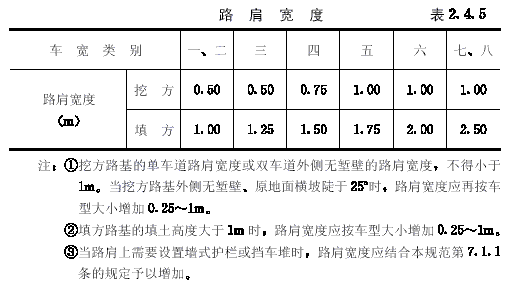 路肩宽度 表2.4.5
车宽类别 一、二 三 四 五 六 七、八
路肩宽度(m) 挖方 0.50 0.50 0.75 1.00 1.00 1.00
填方 1.00 1.25 1.50 1.75 2.00 2.50
注：①挖方路基的单车道路肩宽度或双车道外侧无堑壁的路肩宽度，不得小于
1m。当挖方路基外侧无堑壁、原地面横坡陡于25°时，路肩宽度应再按车
型大小增加0.25～1m。
②填方路基的填土高度大于1m时，路肩宽度应按车型大小增加0.25～1m。
③当路肩上需要设置墙式护栏或挡车堆时，路肩宽度应结合本规范第7.1.1
条的规定予以增加。